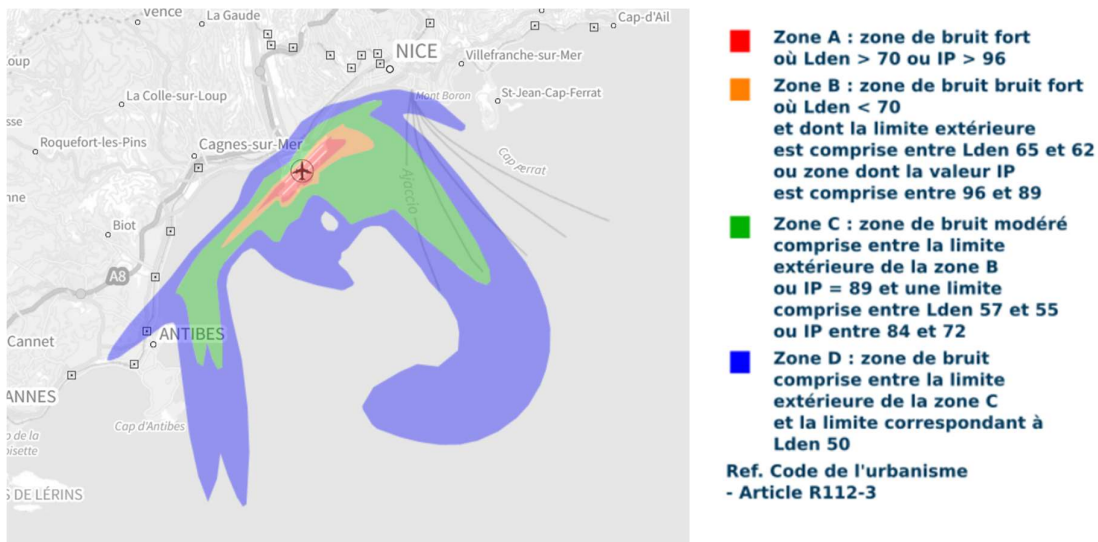 Vence
La Gaude
Cap-d'Ail
NICE
oup
Villefranche-sur-Mer
La Colle-sur-Loup
Mont Boron
St-Jean-Cap-Ferrat
sse
Roquefort-les-Pins
Cagnes-sur-Mer
Cap Ferrat
Ajaccio
nne
Biot
A8
Cannet
ANTIBES
ANNES
Cap d'Antibes
p de la
oisette
S DE LÉRINS
Zone A : zone de bruit fort
où Lden > 70 ou IP > 96
Zone B : zone de bruit bruit fort
où Lden < 70
et dont la limite extérieure
est comprise entre Lden 65 et 62
ou zone dont la valeur IP
est comprise entre 96 et 89
Zone C : zone de bruit modéré
comprise entre la limite
extérieure de la zone B
ou IP = 89 et une limite
comprise entre Lden 57 et 55
ou IP entre 84 et 72
Zone D : zone de bruit
comprise entre la limite
extérieure de la zone C
et la limite correspondant à
Lden 50
Ref. Code de l'urbanisme
- Article R112-3